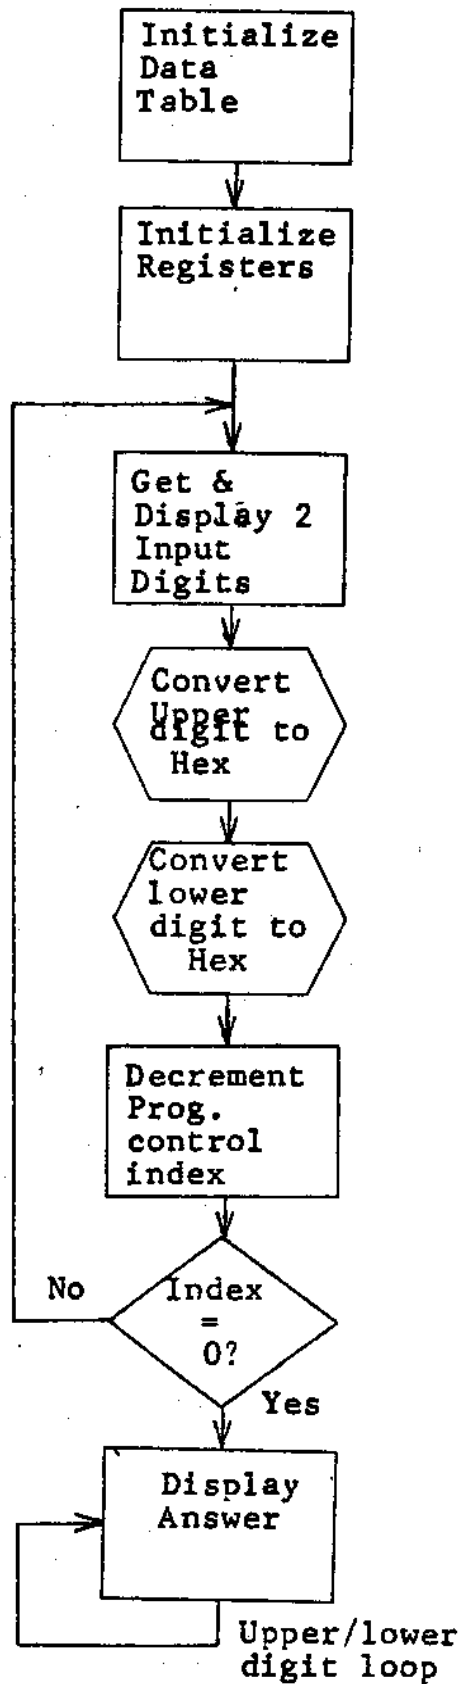 Initialize
Data
Table
Initialize
Registers
Get &
Display 2
Input
Digits
Convert
Upper
digit to
Hex
Convert
lower
digit to
Hex
Decrement
Prog.
control
index
No
Index
=
0?
Yes
Display
Answer
Upper/lower
digit loop